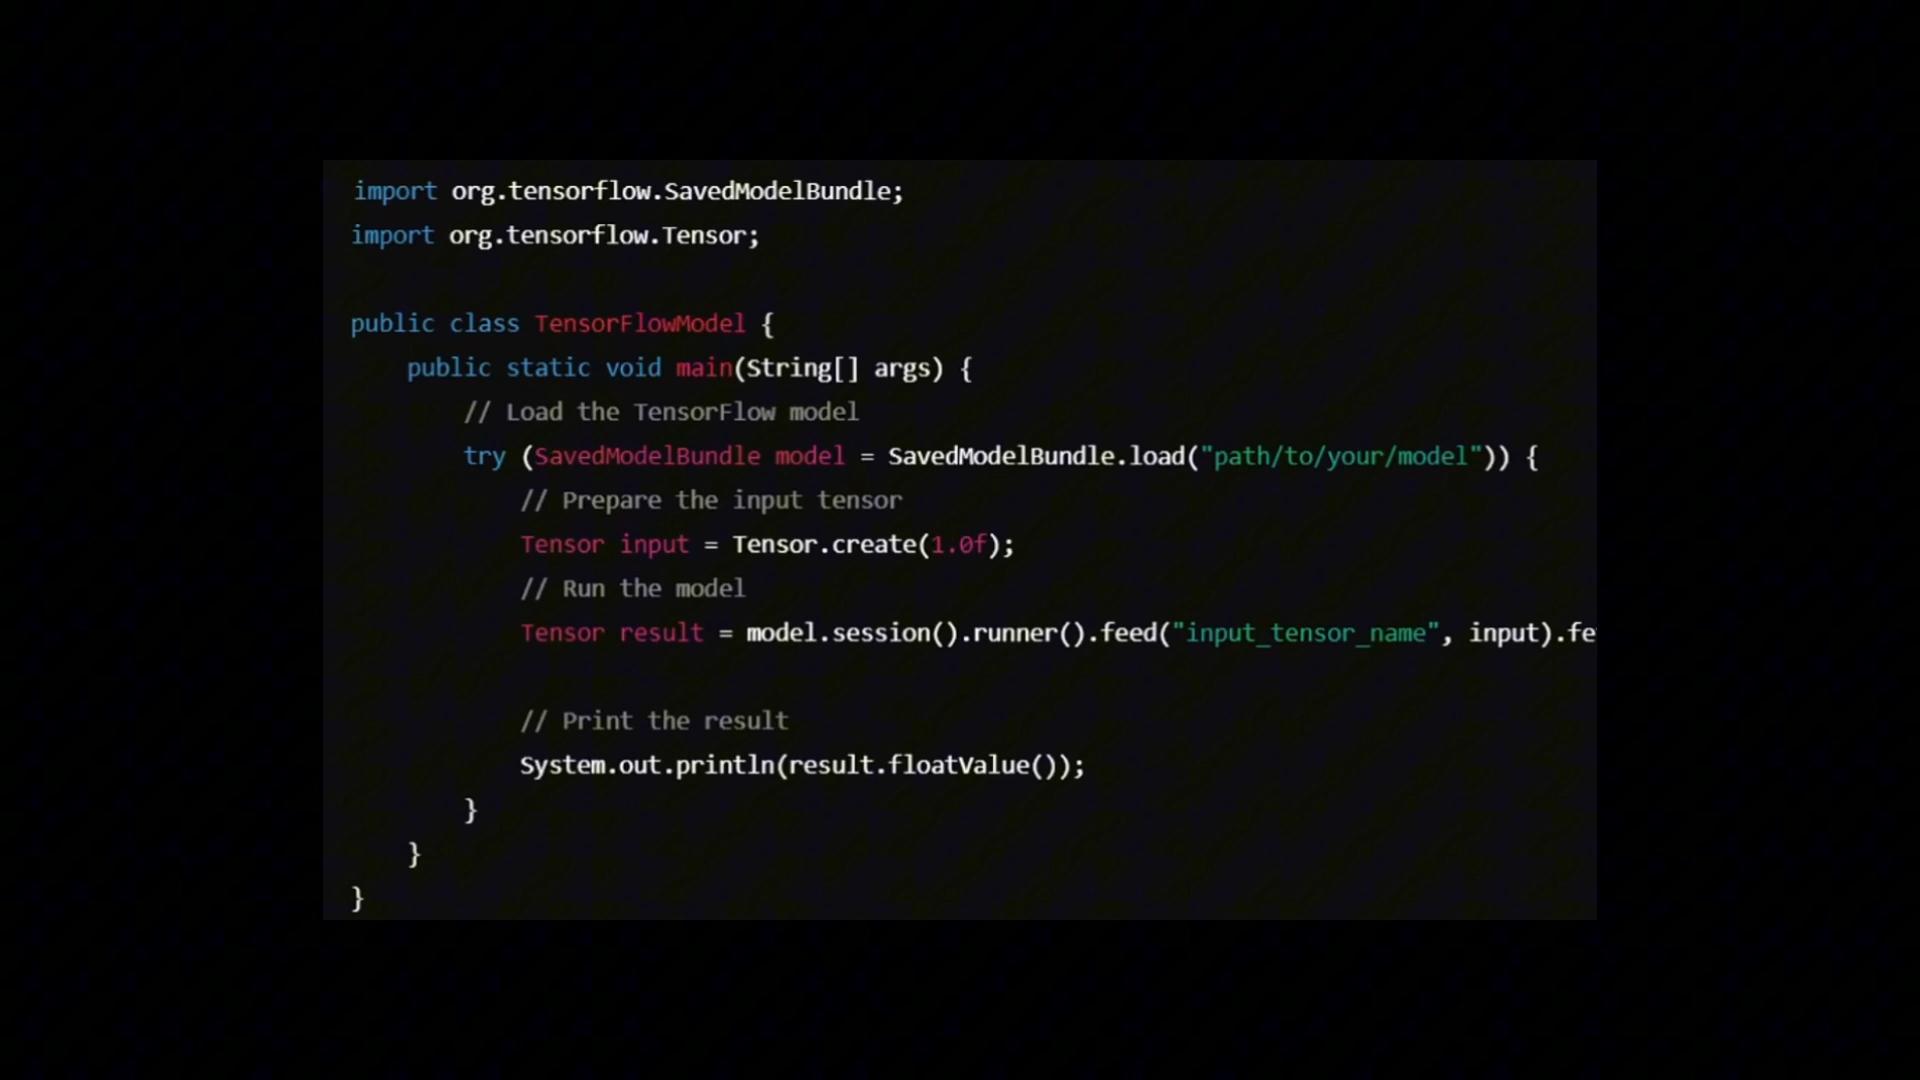 import org.tensorflow.SavedModelBundle;
import org.tensorflow.Tensor;
public class TensorFlowModel {
public static void main(String[] args) {
// Load the TensorFlow model
try (SavedModelBundle model = SavedModelBundle.load("path/to/your/model")) {
// Prepare the input tensor
Tensor input = Tensor.create(1.0f);
// Run the model
Tensor result = model.session().runner().feed("input_tensor_name", input).fe
// Print the result
System.out.println(result.floatValue());
}
}
}